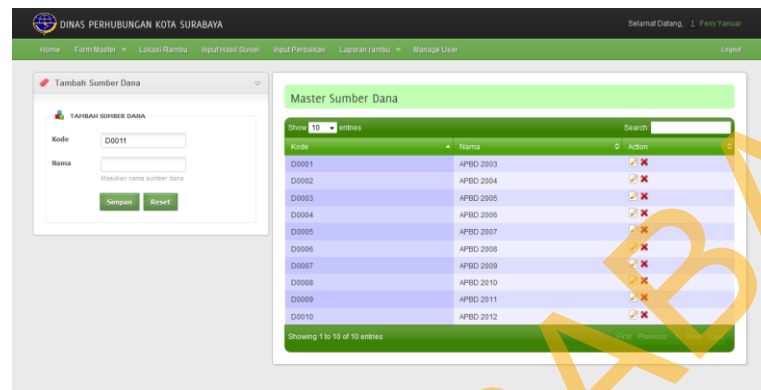 DINAS PERHUBUNGAN KOTA SURABAYA
Selamat Datang, Ferry Yanuar
Home Form Master Lokasi Rambu Input Hasil Survei Input Perbaikan Laporan rambu Manage User Logout
Tambah Sumber Dana
TAMBAH SUMBER DANA
Kode D0011
Nama
Masukan nama sumber dana
Simpan Reset
Master Sumber Dana
Show 10 entries Search:
Kode Nama Action
D0001 APBD 2003
D0002 APBD 2004
D0003 APBD 2005
D0004 APBD 2006
D0005 APBD 2007
D0006 APBD 2008
D0007 APBD 2009
D0008 APBD 2010
D0009 APBD 2011
D0010 APBD 2012
Showing 1 to 10 of 10 entries First Previous 1 Next Last